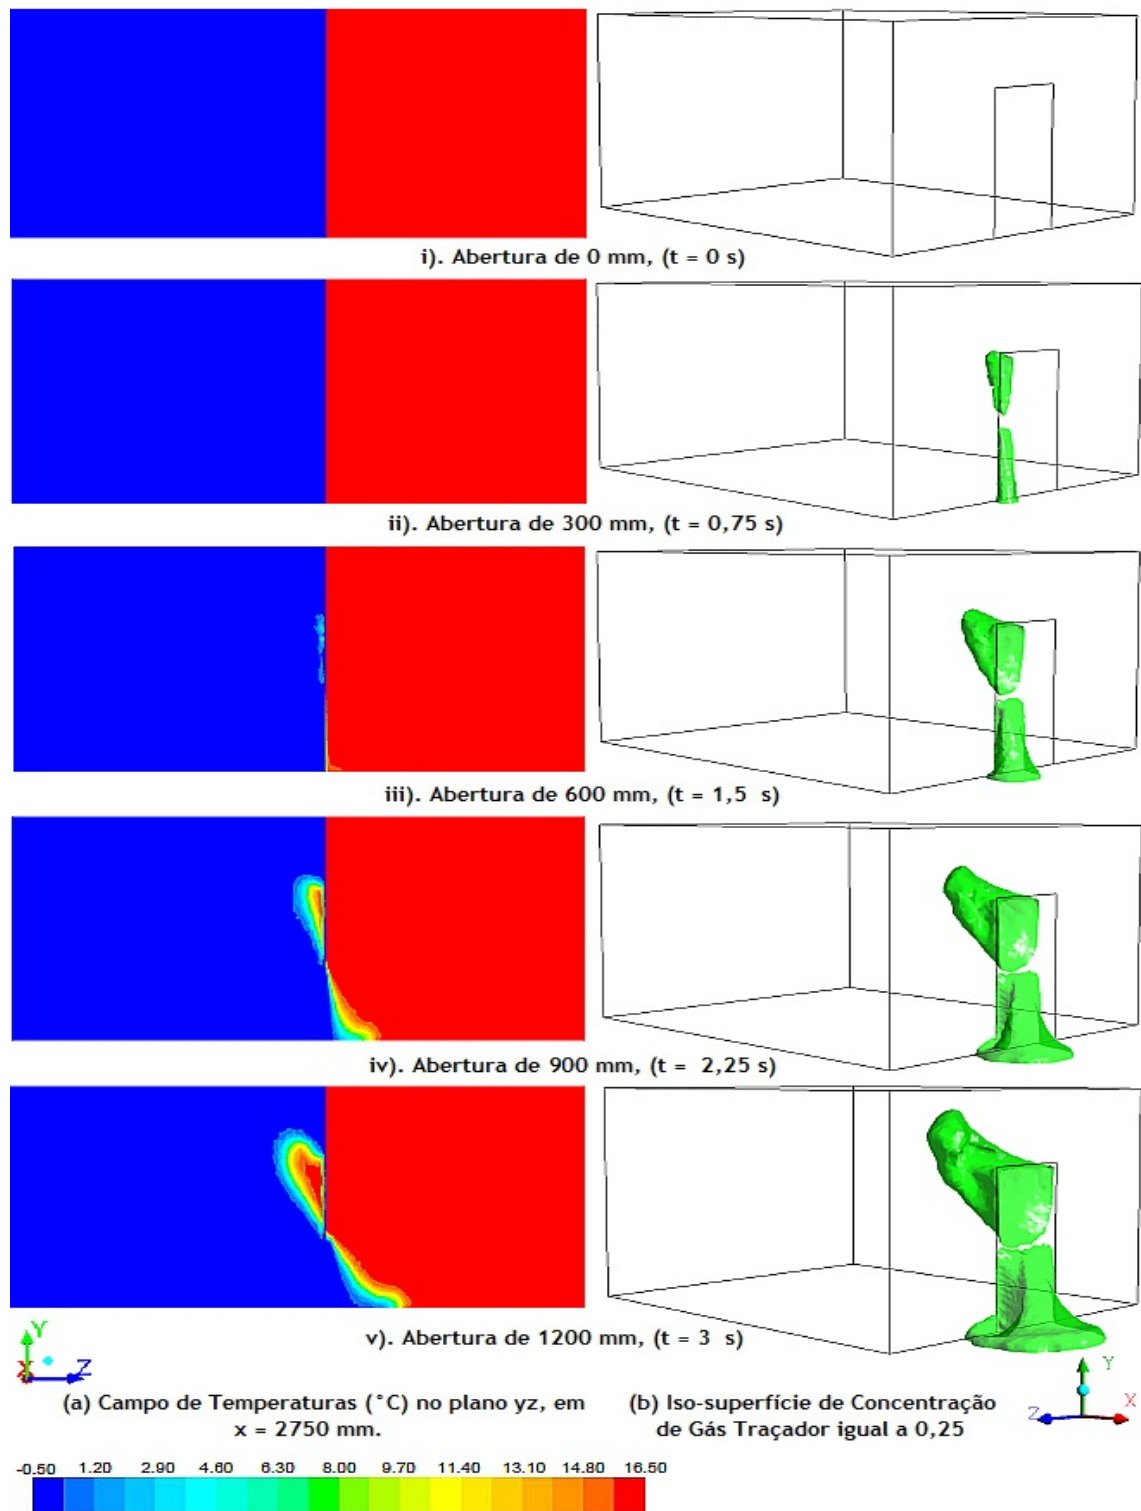 i). Abertura de 0 mm, (t = 0 s)
ii). Abertura de 300 mm, (t = 0,75 s)
iii). Abertura de 600 mm, (t = 1,5 s)
iv). Abertura de 900 mm, (t = 2,25 s)
v). Abertura de 1200 mm, (t = 3 s)
Y
X
Z
(a) Campo de Temperaturas (°C) no plano yz, em
x = 2750 mm.
(b) Iso-superfície de Concentração
de Gás Traçador igual a 0,25
Y
Z
X
-0.50 1.20 2.90 4.60 6.30 8.00 9.70 11.40 13.10 14.80 16.50